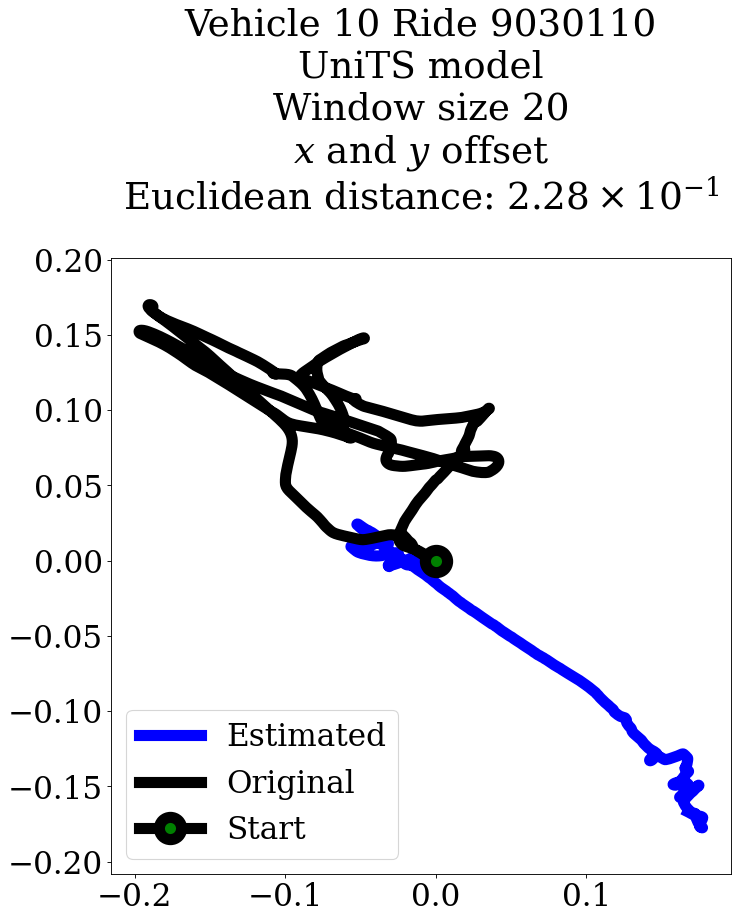 Vehicle 10 Ride 9030110
UniTS model
Window size 20
x and y offset
Euclidean distance: 2.28 × 10⁻¹
0.20
0.15
0.10
0.05
0.00
−0.05
−0.10
−0.15
−0.20
Estimated
Original
Start
−0.2
−0.1
0.0
0.1